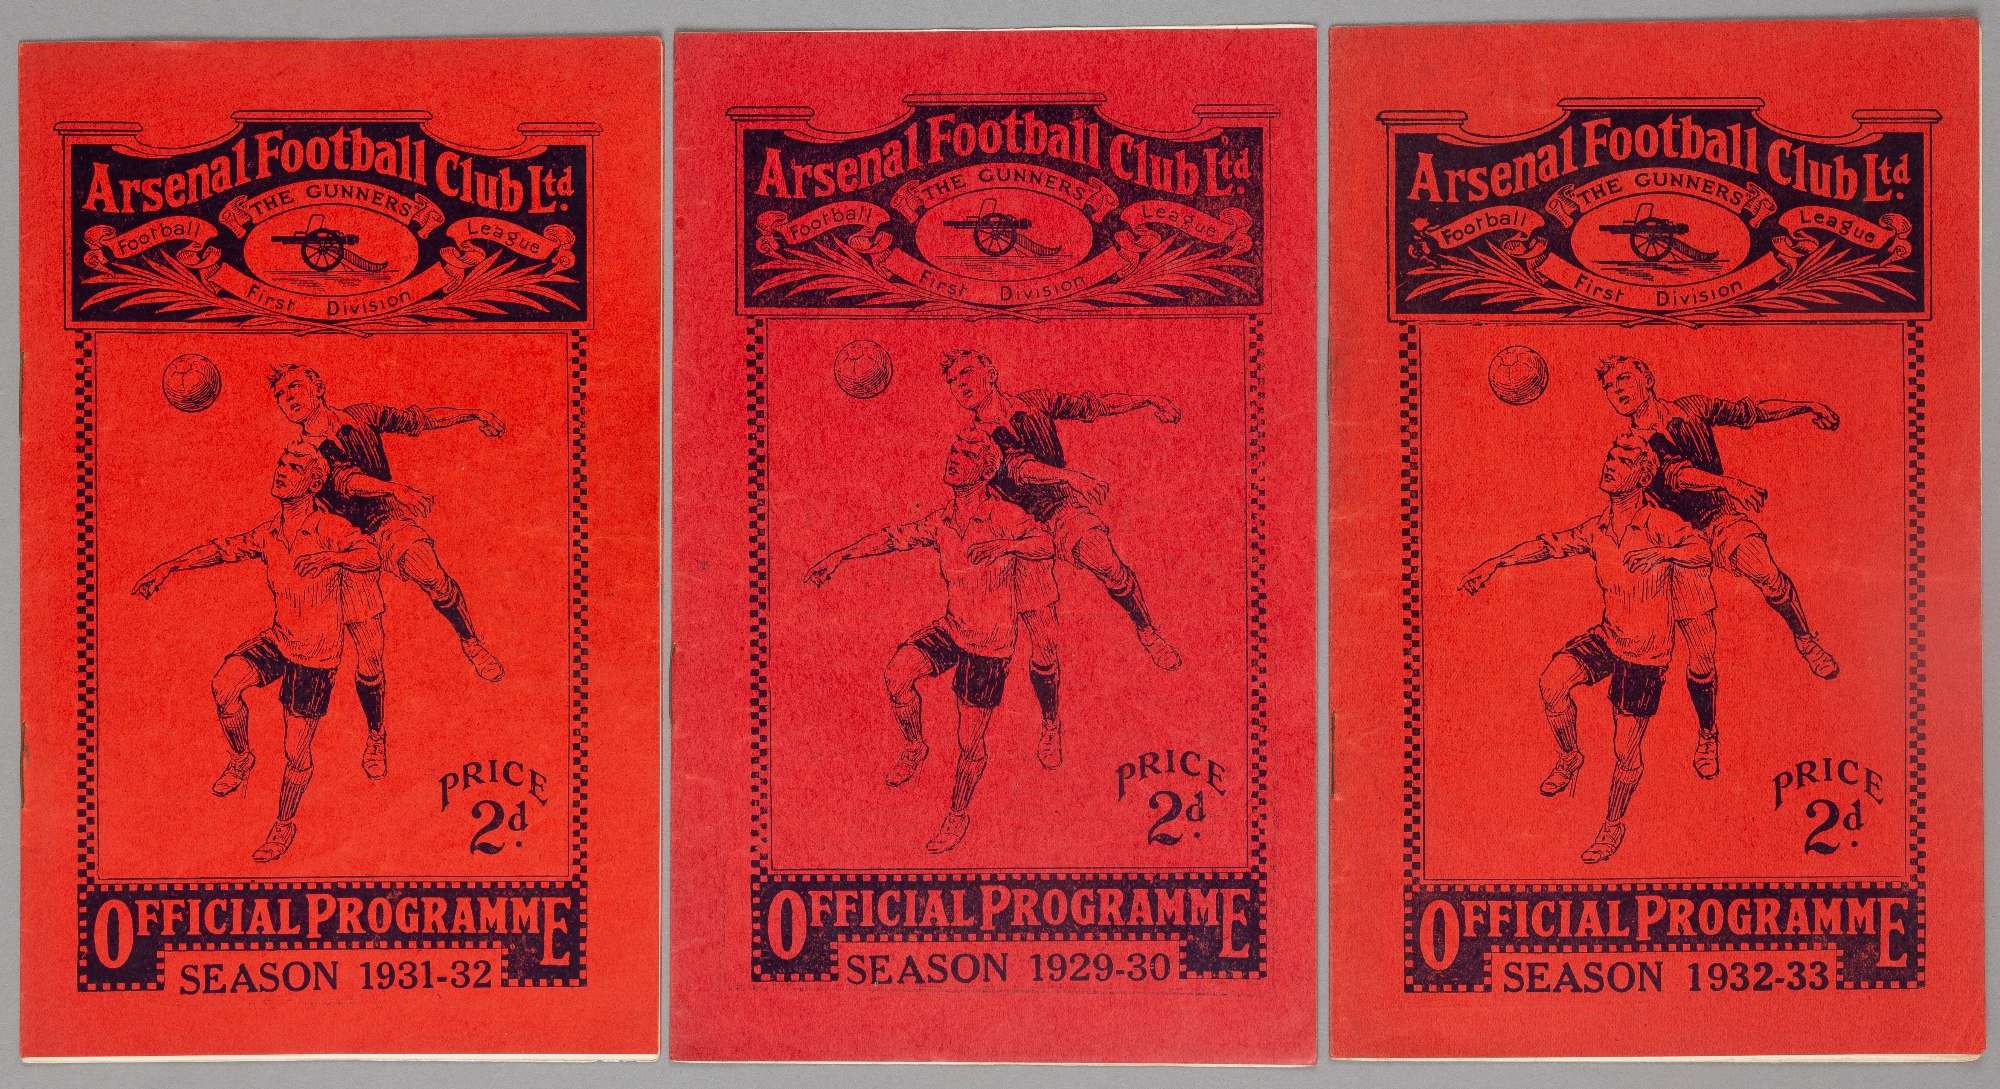 Arsenal Football Club Ltd.
THE GUNNERS
Football League
First Division
PRICE
2d.
OFFICIAL PROGRAMME
SEASON 1931-32
Arsenal Football Club Ltd.
THE GUNNERS
Football League
First Division
PRICE
2d.
OFFICIAL PROGRAMME
SEASON 1929-30
Arsenal Football Club Ltd.
THE GUNNERS
Football League
First Division
PRICE
2d.
OFFICIAL PROGRAMME
SEASON 1932-33